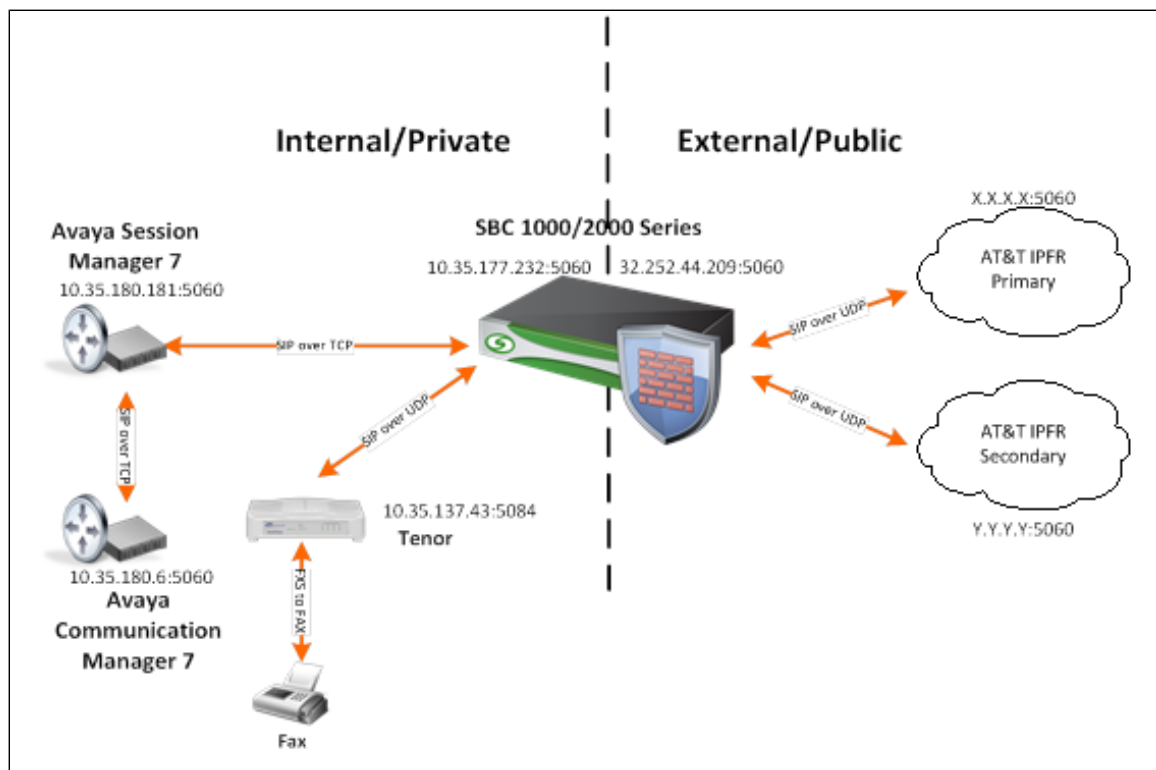 Internal/Private
External/Public
SBC 1000/2000 Series
10.35.177.232:5060
32.252.44.209:5060
Avaya Session
Manager 7
10.35.180.181:5060
SIP over TCP
SIP over TCP
10.35.180.6:5060
Avaya
Communication
Manager 7
SIP over UDP
10.35.137.43:5084
Tenor
FXS to FAX
Fax
X.X.X.X:5060
AT&T IPFR
Primary
SIP over UDP
SIP over UDP
AT&T IPFR
Secondary
Y.Y.Y.Y:5060